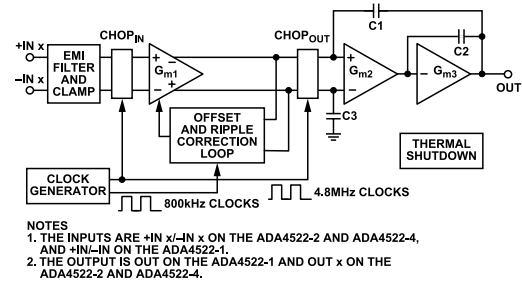 C1
CHOPIN
CHOPOUT
C2
+IN x
–IN x
EMI
FILTER
AND
CLAMP
+ –
– +
Gm1
+
–
Gm2
–
Gm3
OUT
OFFSET
AND RIPPLE
CORRECTION
LOOP
C3
THERMAL
SHUTDOWN
CLOCK
GENERATOR
800kHz CLOCKS
4.8MHz CLOCKS
NOTES
1. THE INPUTS ARE +IN x/–IN x ON THE ADA4522-2 AND ADA4522-4,
AND +IN/–IN ON THE ADA4522-1.
2. THE OUTPUT IS OUT ON THE ADA4522-1 AND OUT x ON THE
ADA4522-2 AND ADA4522-4.